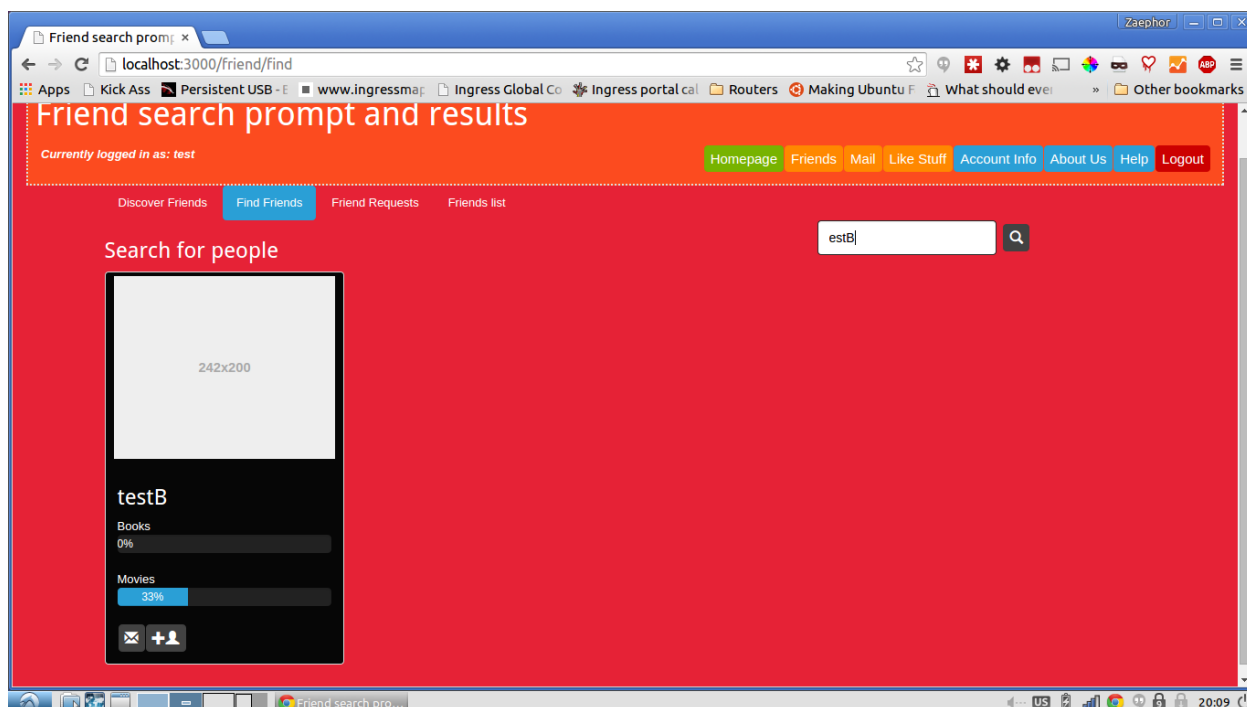 Zaephor
Friend search promp
localhost:3000/friend/find
Apps Kick Ass Persistent USB - E www.ingressmap Ingress Global Co Ingress portal cal Routers Making Ubuntu F What should ever » Other bookmarks
Friend search prompt and results
Currently logged in as: test
Homepage Friends Mail Like Stuff Account Info About Us Help Logout
Discover Friends Find Friends Friend Requests Friends list
estB
Search for people
242x200
testB
Books
0%
Movies
33%
Friend search pro...
US 20:09